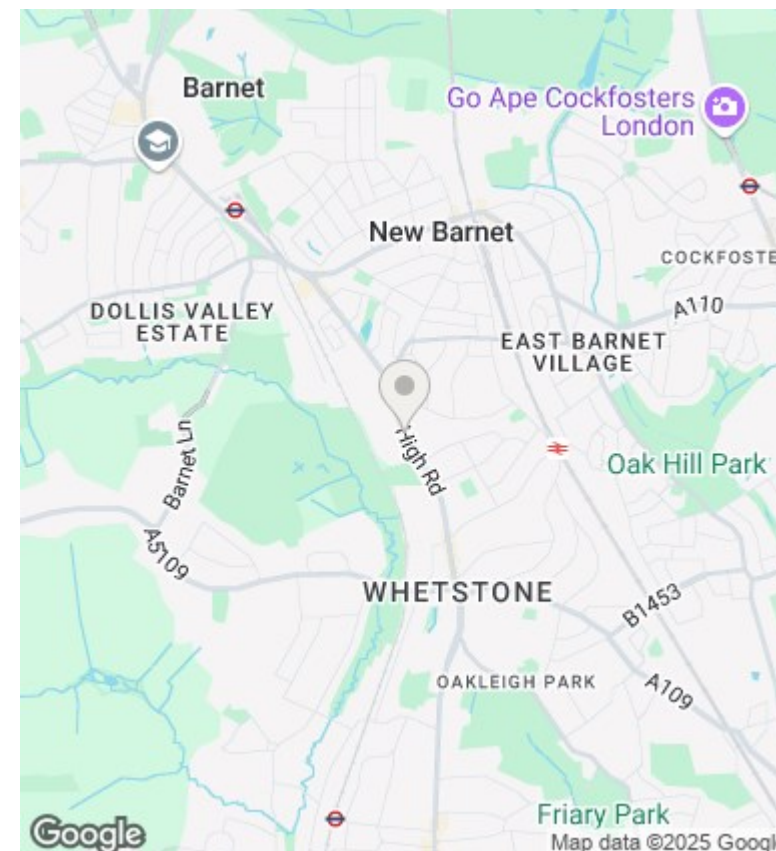 Barnet
Go Ape Cockfosters
London
New Barnet
COCKFOSTE
DOLLIS VALLEY
ESTATE
A110
EAST BARNET
VILLAGE
High Rd
Barnet Ln
Oak Hill Park
A5109
WHETSTONE
B1453
OAKLEIGH PARK
A109
Friary Park
Google
Map data ©2025 Googl